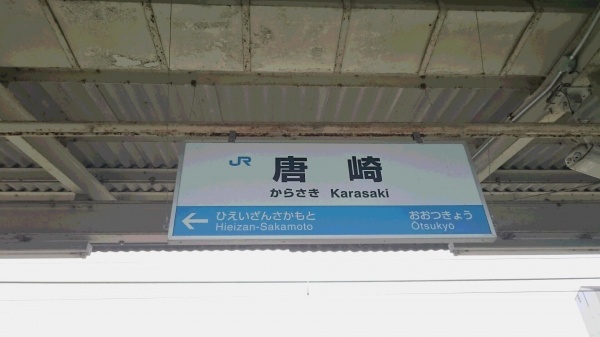 JR 唐崎
からさき Karasaki
← ひえいざんさかもと おおつきょう
Hieizan-Sakamoto Ōtsukyō